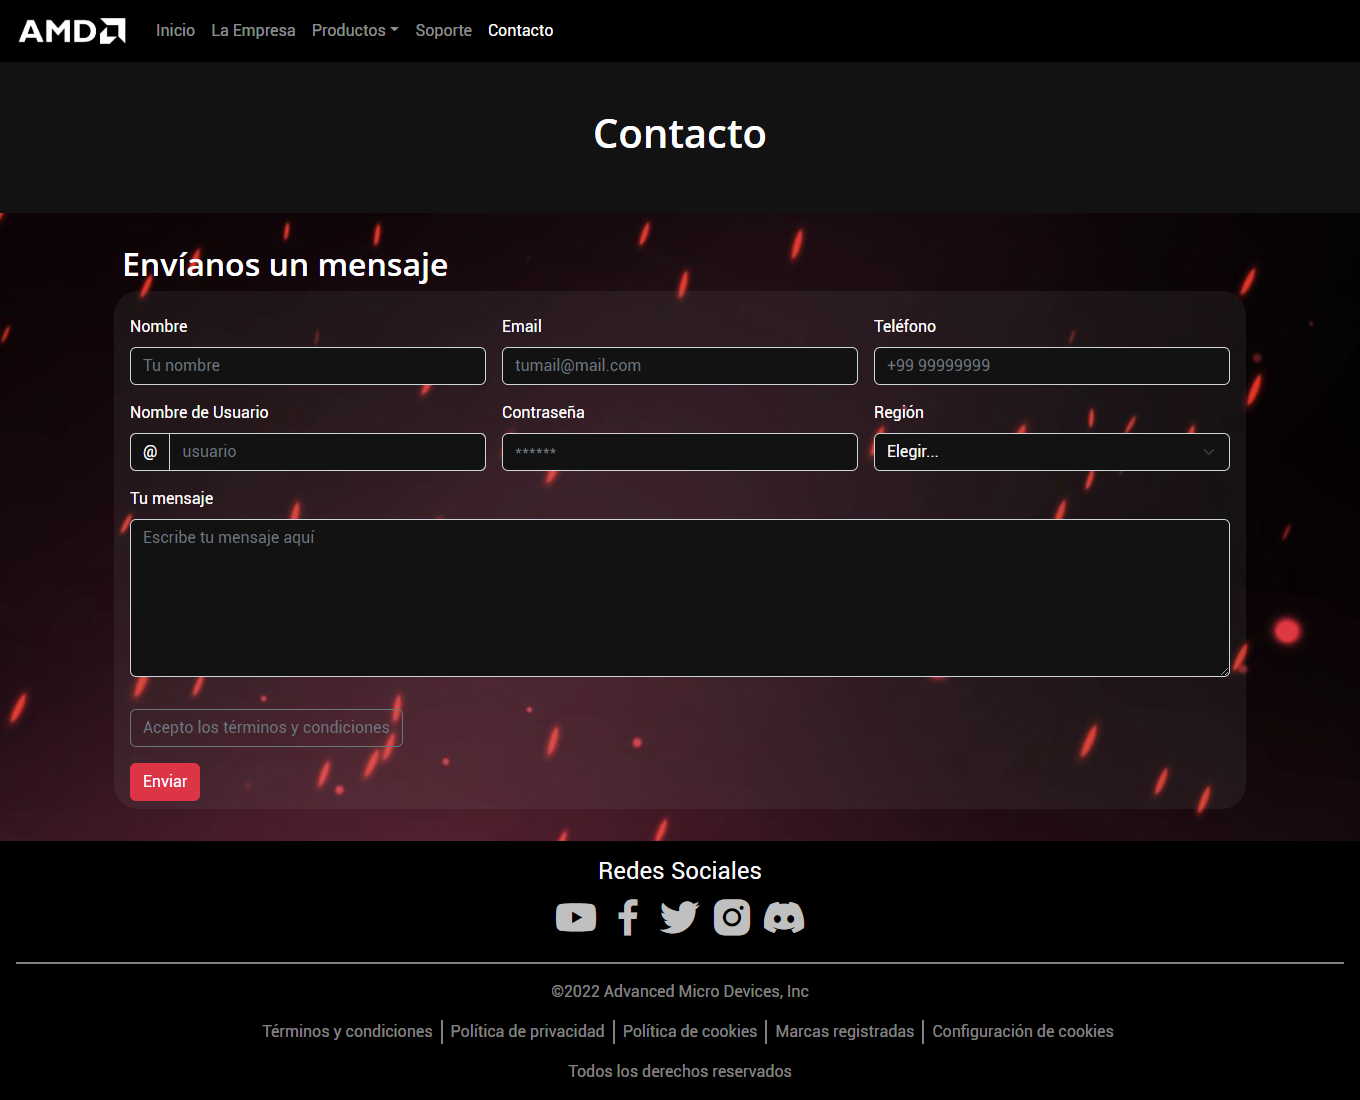 AMD Inicio La Empresa Productos Soporte Contacto
Contacto
Envíanos un mensaje
Nombre Email Teléfono
Tu nombre tumail@mail.com +99 99999999
Nombre de Usuario Contraseña Región
@ usuario ****** Elegir...
Tu mensaje
Escribe tu mensaje aquí
Acepto los términos y condiciones
Enviar
Redes Sociales
©2022 Advanced Micro Devices, Inc
Términos y condiciones Política de privacidad Política de cookies Marcas registradas Configuración de cookies
Todos los derechos reservados